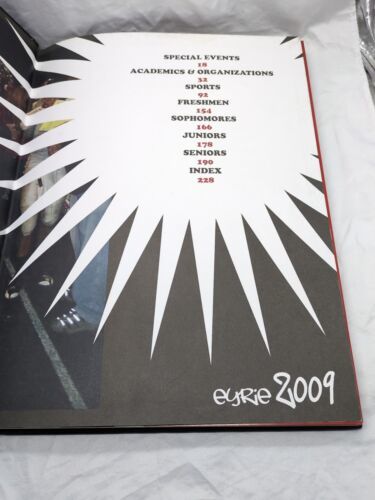 SPECIAL EVENTS
18
ACADEMICS & ORGANIZATIONS
32
SPORTS
92
FRESHMEN
154
SOPHOMORES
166
JUNIORS
178
SENIORS
190
INDEX
228
eyrie 2009